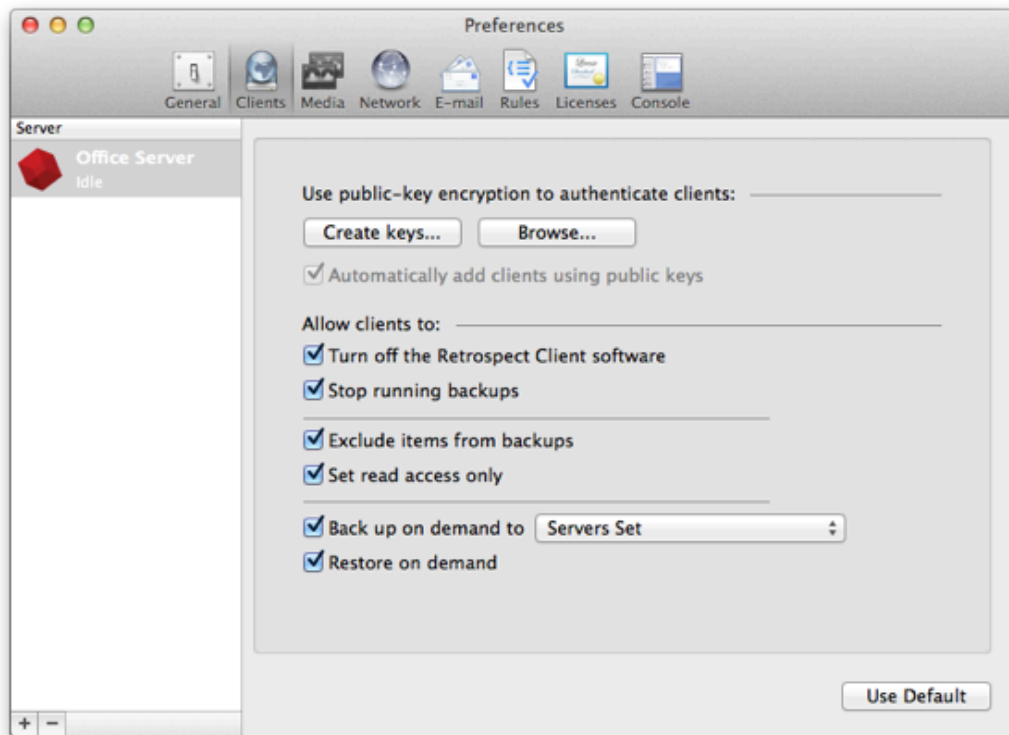 Preferences
General Clients Media Network E-mail Rules Licenses Console
Server
Office Server
Idle
Use public-key encryption to authenticate clients:
Create keys... Browse...
Automatically add clients using public keys
Allow clients to:
Turn off the Retrospect Client software
Stop running backups
Exclude items from backups
Set read access only
Back up on demand to Servers Set
Restore on demand
Use Default
+ −